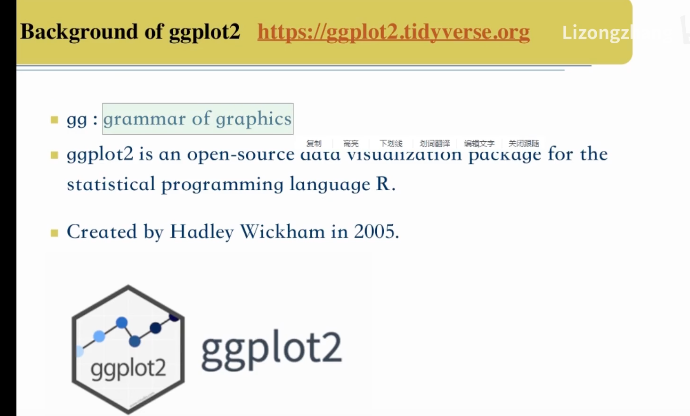 Background of ggplot2 https://ggplot2.tidyverse.org
gg : grammar of graphics
复制 高亮 下划线 划词翻译 编辑文字 关闭跟随
ggplot2 is an open-source data visualization package for the
statistical programming language R.
Created by Hadley Wickham in 2005.
ggplot2
ggplot2